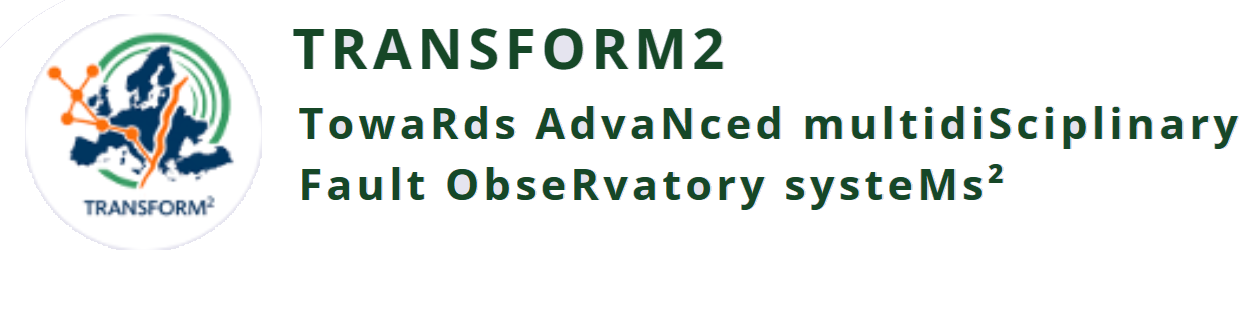 TRANSFORM2
TowaRds AdvaNced multidiSciplinary
Fault ObseRvatory systeMs²
TRANSFORM²